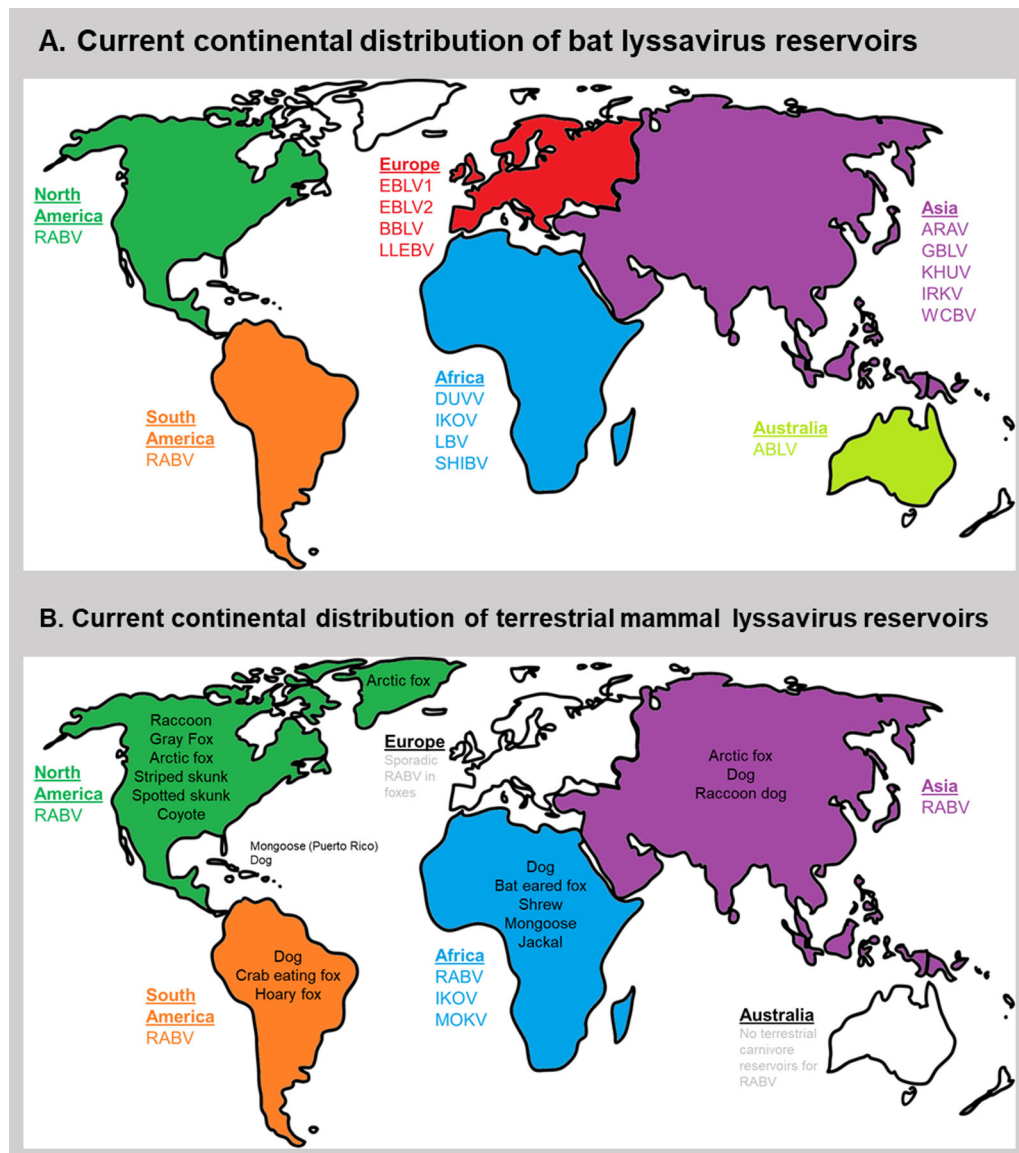 A. Current continental distribution of bat lyssavirus reservoirs
North
America
RABV
Europe
EBLV1
EBLV2
BBLV
LLEBV
Asia
ARAV
GBLV
KHUV
IRKV
WCBV
South
America
RABV
Africa
DUVV
IKOV
LBV
SHIBV
Australia
ABLV
B. Current continental distribution of terrestrial mammal lyssavirus reservoirs
Arctic fox
Raccoon
Gray Fox
Arctic fox
Striped skunk
Spotted skunk
Coyote
North
America
RABV
Mongoose (Puerto Rico)
Dog
Europe
Sporadic
RABV in
foxes
Arctic fox
Dog
Raccoon dog
Asia
RABV
Dog
Bat eared fox
Shrew
Mongoose
Jackal
Africa
RABV
IKOV
MOKV
Dog
Crab eating fox
Hoary fox
South
America
RABV
Australia
No terrestrial
carnivore
reservoirs for
RABV